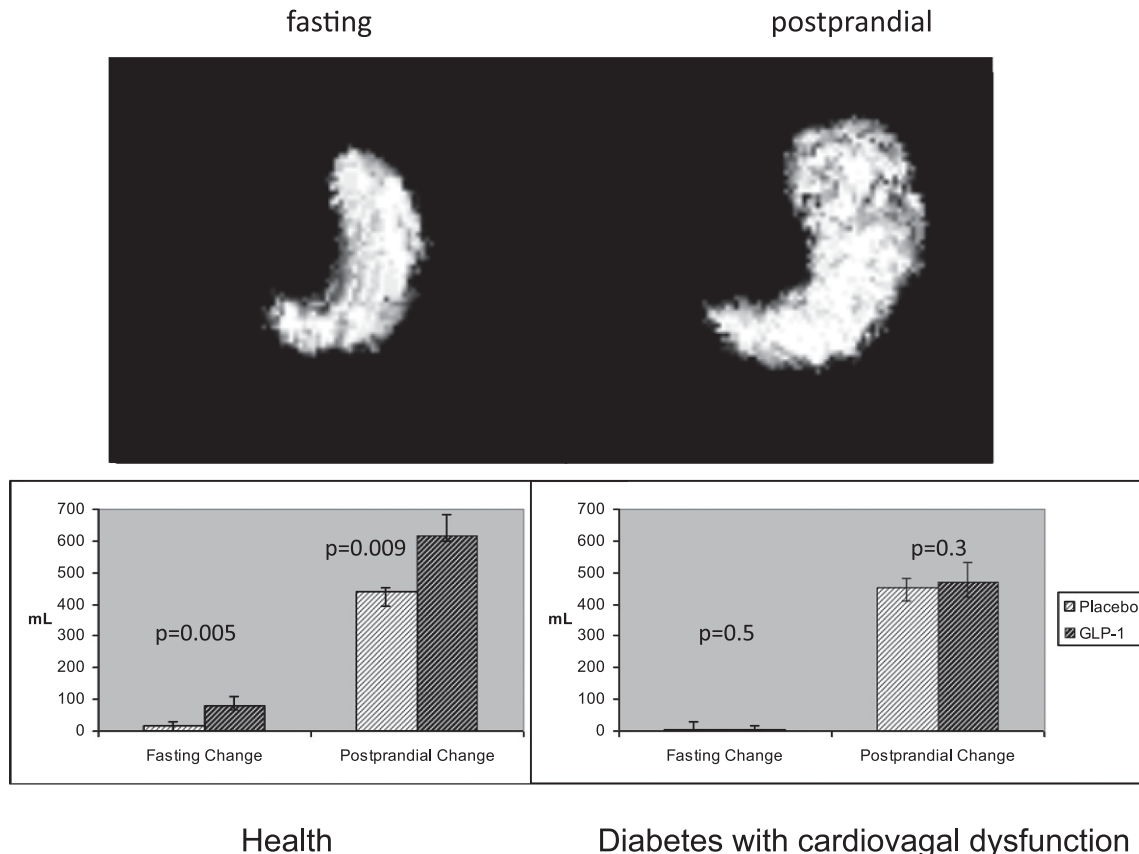 fasting
postprandial
700
600
500
400
300
200
100
0
mL
p=0.005
p=0.009
Fasting Change
Postprandial Change
700
600
500
400
300
200
100
0
mL
p=0.5
p=0.3
Fasting Change
Postprandial Change
Placebo
GLP-1
Health
Diabetes with cardiovagal dysfunction